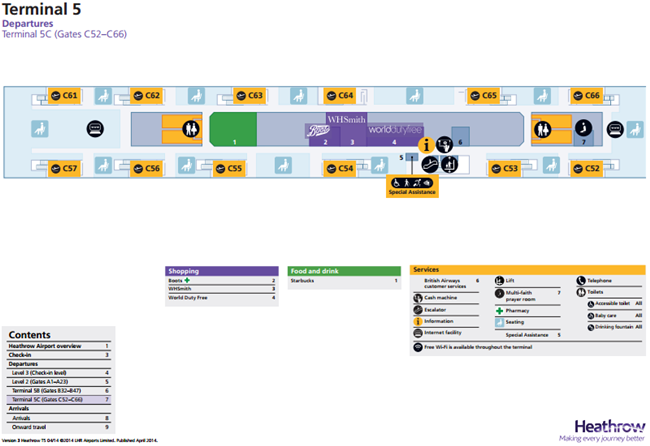 Terminal 5
Departures
Terminal 5C (Gates C52–C66)
C61
C62
C63
C64
C65
C66
WHSmith
Boots
worlddutyfree
1
2
3
4
i
6
7
5
C57
C56
C55
C54
C53
C52
Special Assistance
Shopping
Boots 2
WHSmith 3
World Duty Free 4
Food and drink
Starbucks 1
Services
British Airways customer services 6
Cash machine
Escalator
Information
Internet facility
Lift
Multi-faith prayer room 7
Pharmacy
Seating
Special Assistance 5
Telephone
Toilets
Accessible toilet All
Baby care All
Drinking fountain All
Free Wi-Fi is available throughout the terminal
Contents
Heathrow Airport overview 1
Check-in 3
Departures
Level 3 (Check-in level) 4
Level 2 (Gates A1–A23) 5
Terminal 5B (Gates B32–B47) 6
Terminal 5C (Gates C52–C66) 7
Arrivals
Arrivals 8
Onward travel 9
Version 3 Heathrow T5 04/14 ©2014 LHR Airports Limited. Published April 2014.
Heathrow
Making every journey better